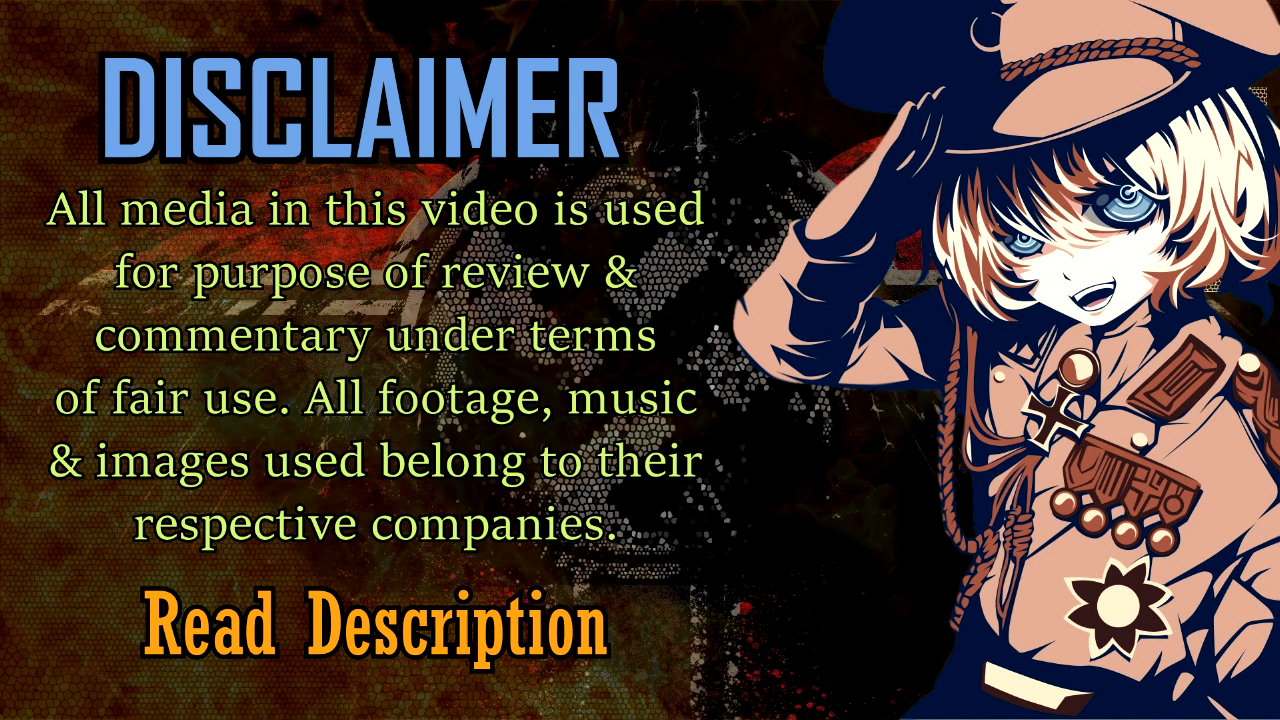 DISCLAIMER
All media in this video is used
for purpose of review &
commentary under terms
of fair use. All footage, music
& images used belong to their
respective companies.
Read Description